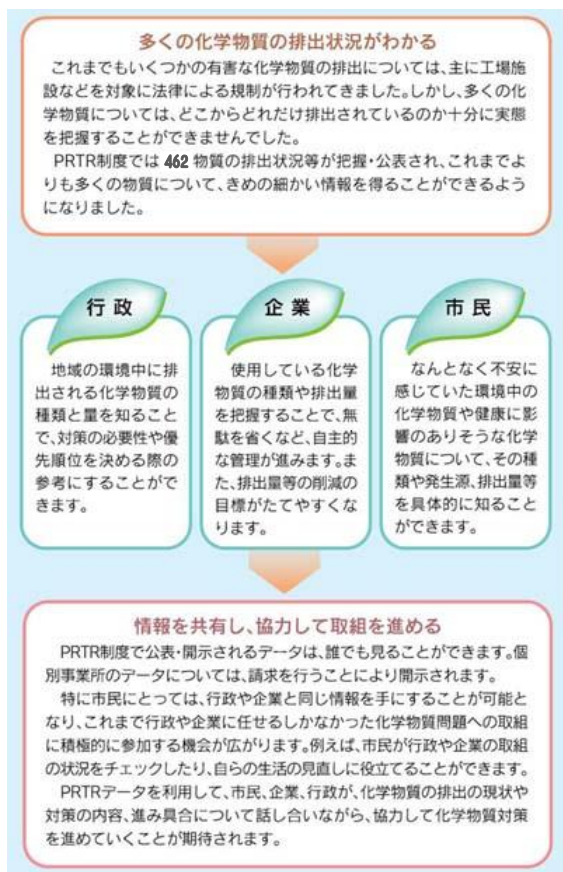 多くの化学物質の排出状況がわかる
これまでもいくつかの有害な化学物質の排出については、主に工場施
設などを対象に法律による規制が行われてきました。しかし、多くの化
学物質については、どこからどれだけ排出されているのか十分に実態
を把握することができませんでした。
PRTR制度では 462 物質の排出状況等が把握・公表され、これまでよ
りも多くの物質について、きめの細かい情報を得ることができるよう
になりました。
行政
地域の環境中に排
出される化学物質の
種類と量を知ること
で、対策の必要性や優
先順位を決める際の
参考にすることがで
きます。
企業
使用している化学
物質の種類や排出量
を把握することで、無
駄を省くなど、自主的
な管理が進みます。ま
た、排出量等の削減の
目標がたてやすくな
ります。
市民
なんとなく不安に
感じていた環境中の
化学物質や健康に影
響のありそうな化学
物質について、その種
類や発生源、排出量等
を具体的に知ること
ができます。
情報を共有し、協力して取組を進める
PRTR制度で公表・開示されるデータは、誰でも見ることができます。個
別事業所のデータについては、請求を行うことにより開示されます。
特に市民にとっては、行政や企業と同じ情報を手にすることが可能と
なり、これまで行政や企業に任せるしかなかった化学物質問題への取組
に積極的に参加する機会が広がります。例えば、市民が行政や企業の取組
の状況をチェックしたり、自らの生活の見直しに役立てることができます。
PRTRデータを利用して、市民、企業、行政が、化学物質の排出の現状や
対策の内容、進み具合について話し合いながら、協力して化学物質対策
を進めていくことが期待されます。